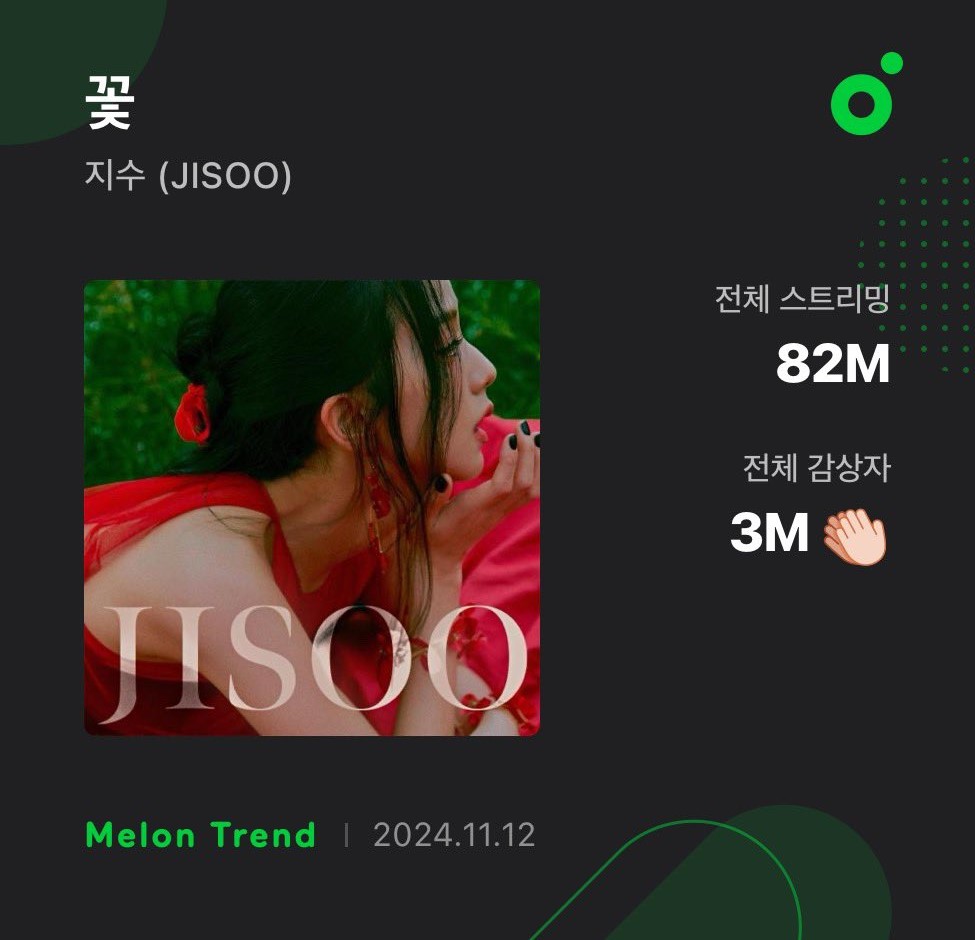 꽃
지수 (JISOO)
전체 스트리밍
82M
전체 감상자
3M 👏🏻
JISOO
Melon Trend | 2024.11.12